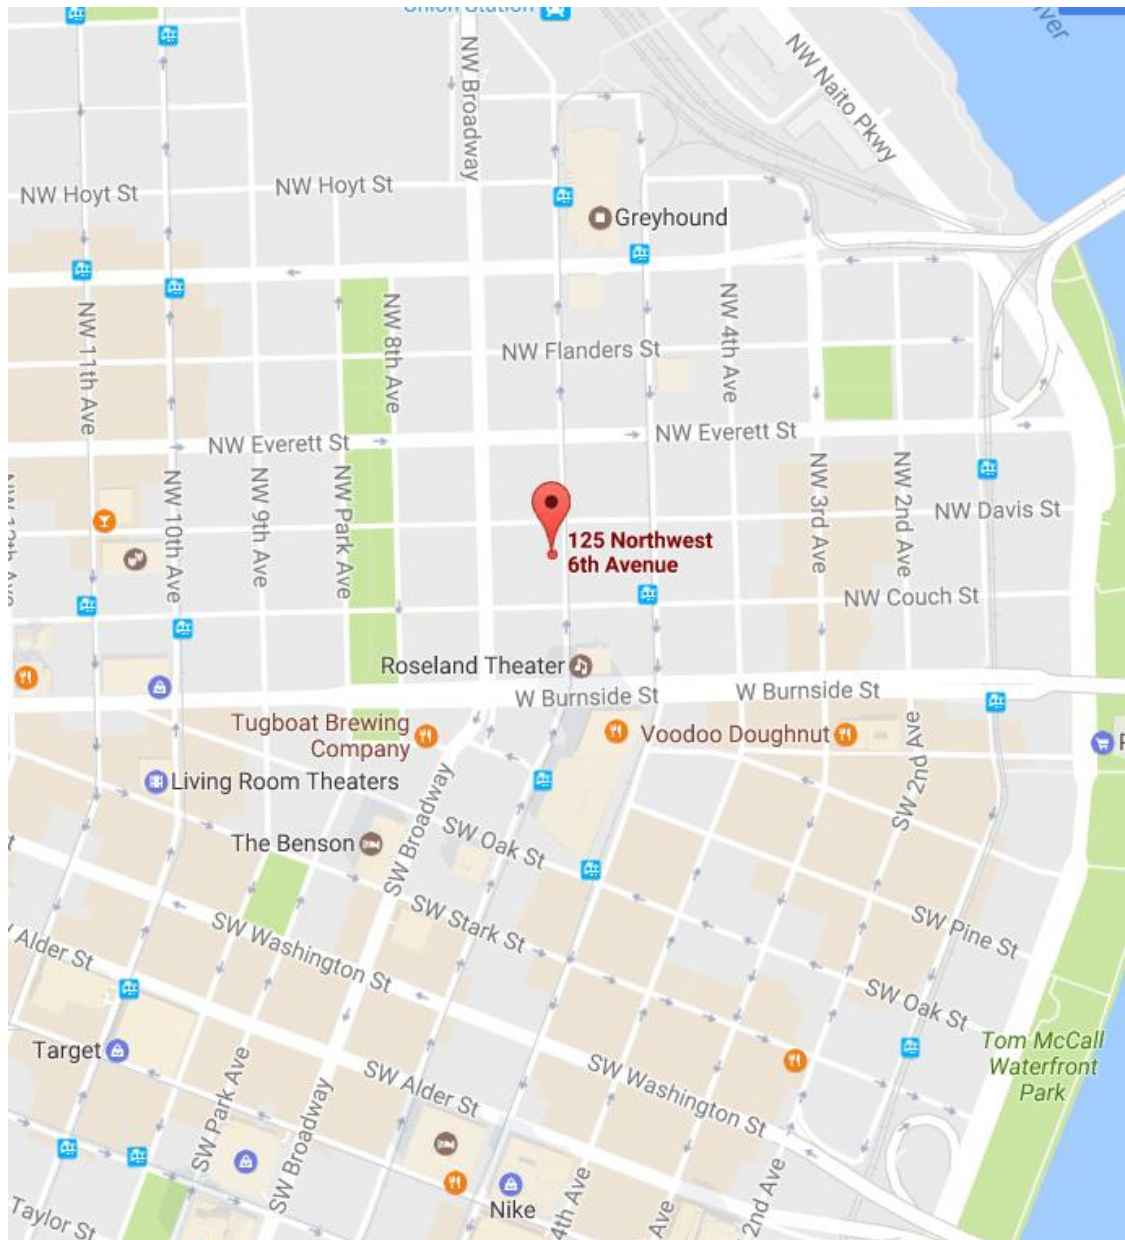 Union Station
NW Naito Pkwy
NW Broadway
NW Hoyt St
NW Hoyt St
Greyhound
NW 11th Ave
NW 8th Ave
NW 4th Ave
NW Flanders St
NW Everett St
NW Everett St
NW 10th Ave
NW 9th Ave
NW Park Ave
NW 3rd Ave
NW 2nd Ave
NW Davis St
125 Northwest
6th Avenue
NW Couch St
Roseland Theater
W Burnside St
W Burnside St
Tugboat Brewing
Company
Voodoo Doughnut
SW 2nd Ave
Living Room Theaters
SW Broadway
The Benson
SW Oak St
SW Stark St
SW Pine St
SW Washington St
Alder St
SW Oak St
Tom McCall
Waterfront
Park
Target
SW Park Ave
SW Broadway
SW Alder St
SW Washington St
Nike
4th Ave
Ave
2nd Ave
Taylor St